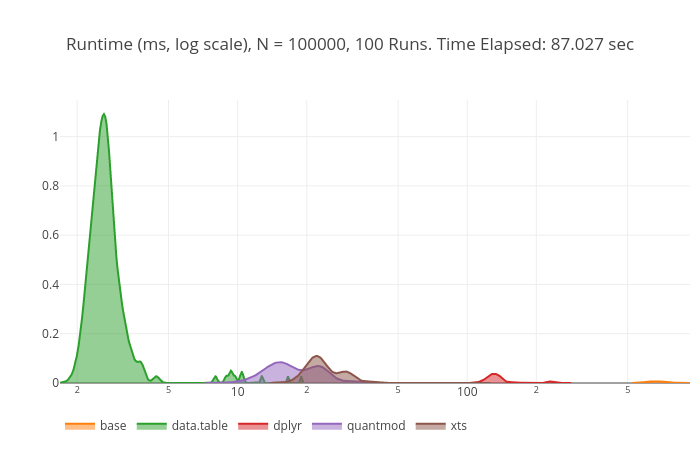 Runtime (ms, log scale), N = 100000, 100 Runs. Time Elapsed: 87.027 sec
1
0.8
0.6
0.4
0.2
0
2 5 10 2 5 100 2 5
base data.table dplyr quantmod xts